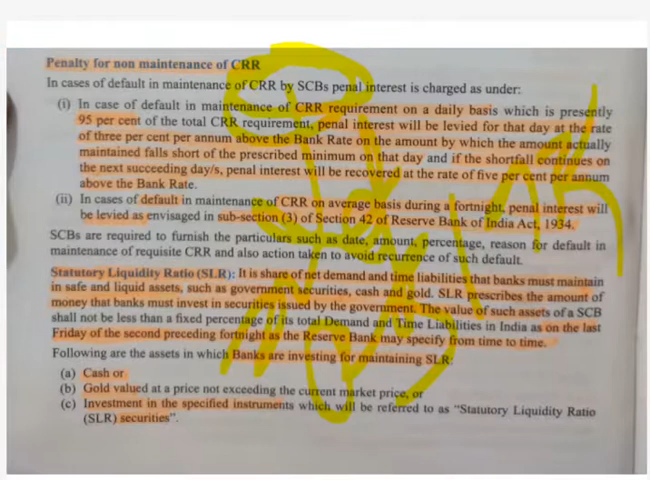 Penalty for non maintenance of CRR
In cases of default in maintenance of CRR by SCBs penal interest is charged as under:
(i) In case of default in maintenance of CRR requirement on a daily basis which is presently
95 per cent of the total CRR requirement, penal interest will be levied for that day at the rate
of three per cent per annum above the Bank Rate on the amount by which the amount actually
maintained falls short of the prescribed minimum on that day and if the shortfall continues on
the next succeeding day/s, penal interest will be recovered at the rate of five per cent per annum
above the Bank Rate.
(ii) In cases of default in maintenance of CRR on average basis during a fortnight, penal interest will
be levied as envisaged in sub-section (3) of Section 42 of Reserve Bank of India Act, 1934.
SCBs are required to furnish the particulars such as date, amount, percentage, reason for default in
maintenance of requisite CRR and also action taken to avoid recurrence of such default.
Statutory Liquidity Ratio (SLR): It is share of net demand and time liabilities that banks must maintain
in safe and liquid assets, such as government securities, cash and gold. SLR prescribes the amount of
money that banks must invest in securities issued by the government. The value of such assets of a SCB
shall not be less than a fixed percentage of its total Demand and Time Liabilities in India as on the last
Friday of the second preceding fortnight as the Reserve Bank may specify from time to time.
Following are the assets in which Banks are investing for maintaining SLR:
(a) Cash or
(b) Gold valued at a price not exceeding the current market price, or
(c) Investment in the specified instruments which will be referred to as “Statutory Liquidity Ratio
(SLR) securities”.